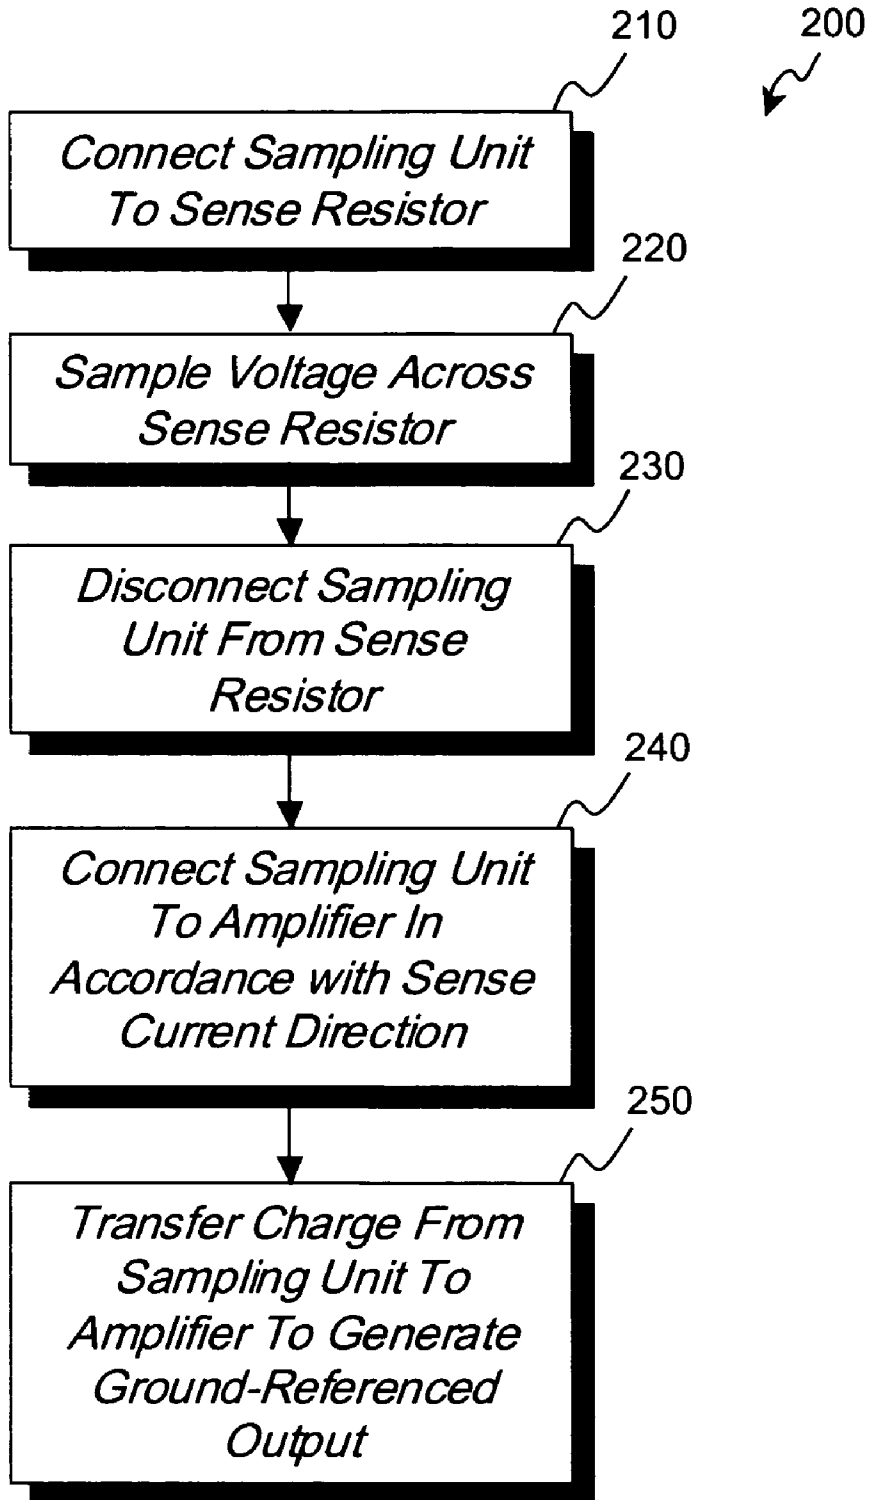 210
200
Connect Sampling Unit
To Sense Resistor
220
Sample Voltage Across
Sense Resistor
230
Disconnect Sampling
Unit From Sense
Resistor
240
Connect Sampling Unit
To Amplifier In
Accordance with Sense
Current Direction
250
Transfer Charge From
Sampling Unit To
Amplifier To Generate
Ground-Referenced
Output